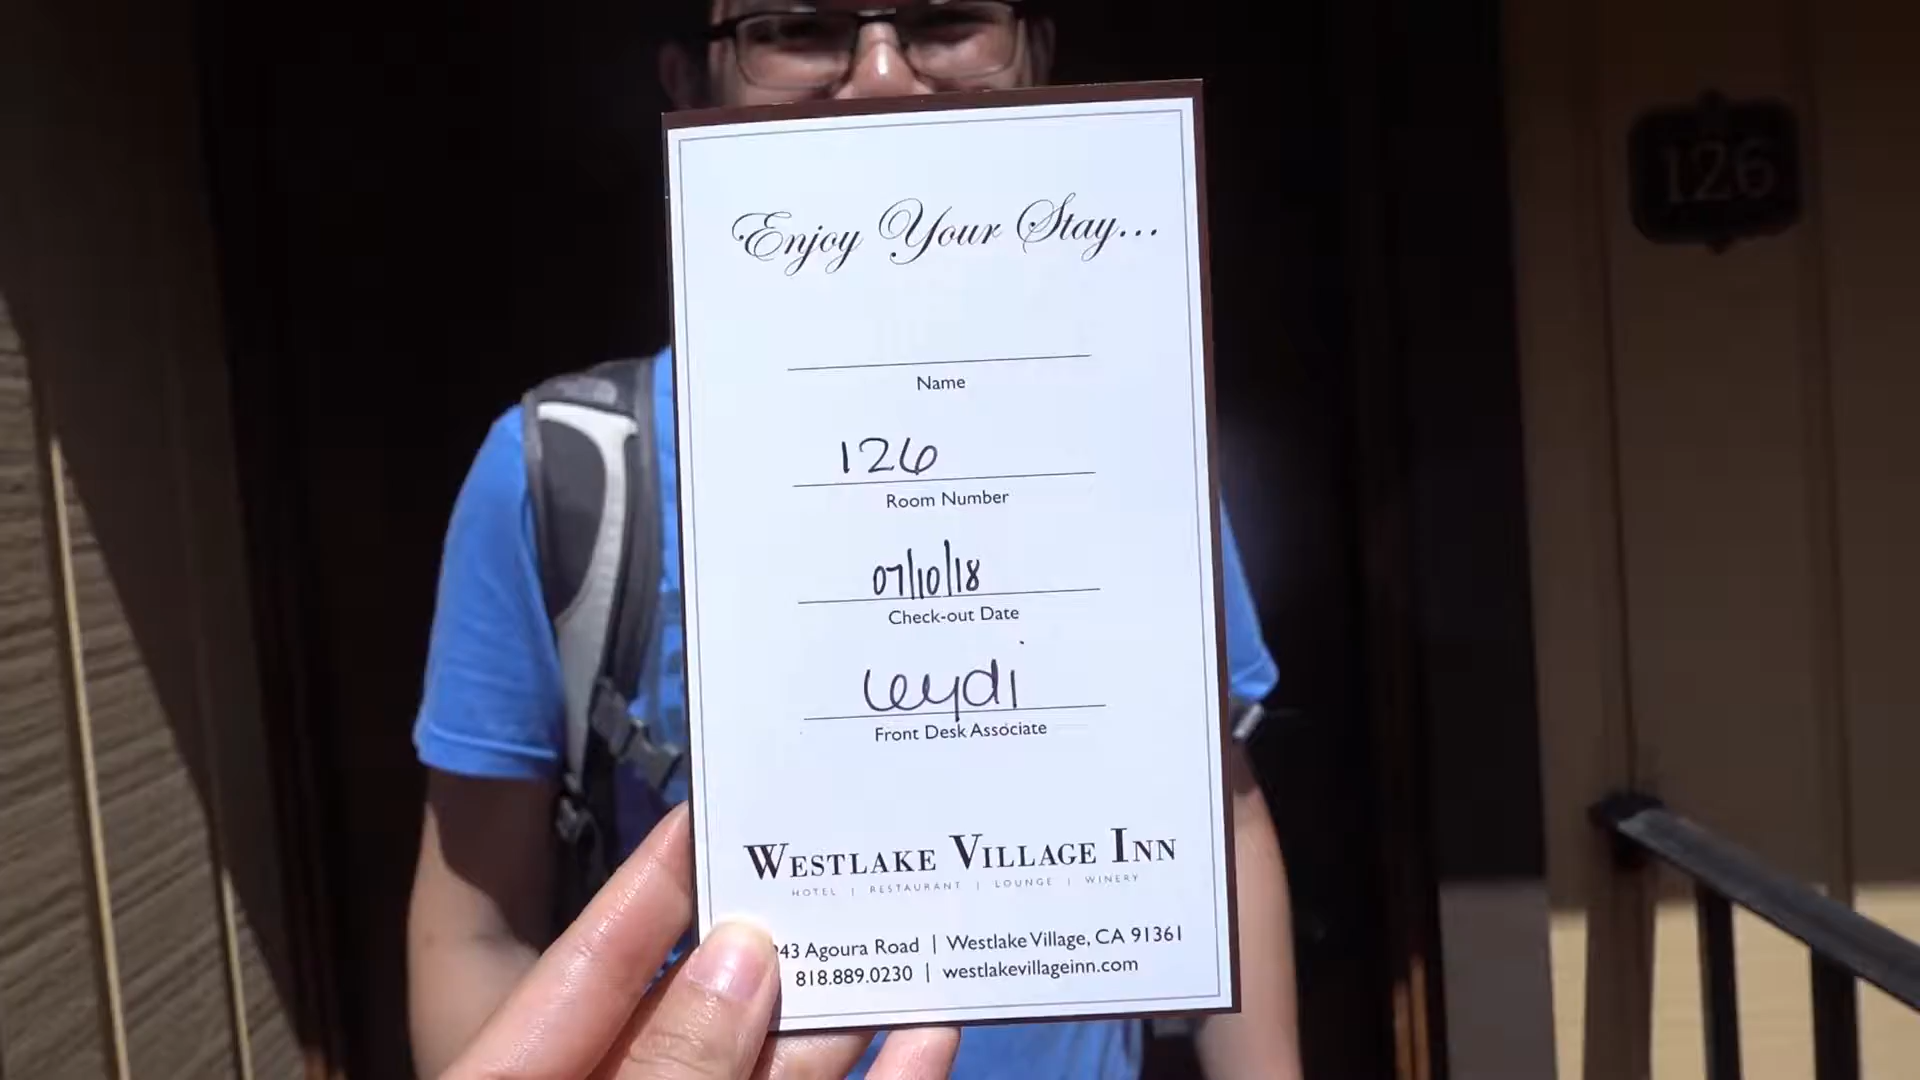 Enjoy Your Stay...
Name
126
Room Number
07/10/18
Check-out Date
Leydi
Front Desk Associate
WESTLAKE VILLAGE INN
HOTEL | RESTAURANT | LOUNGE | WINERY
43 Agoura Road | Westlake Village, CA 91361
818.889.0230 | westlakevillageinn.com
126